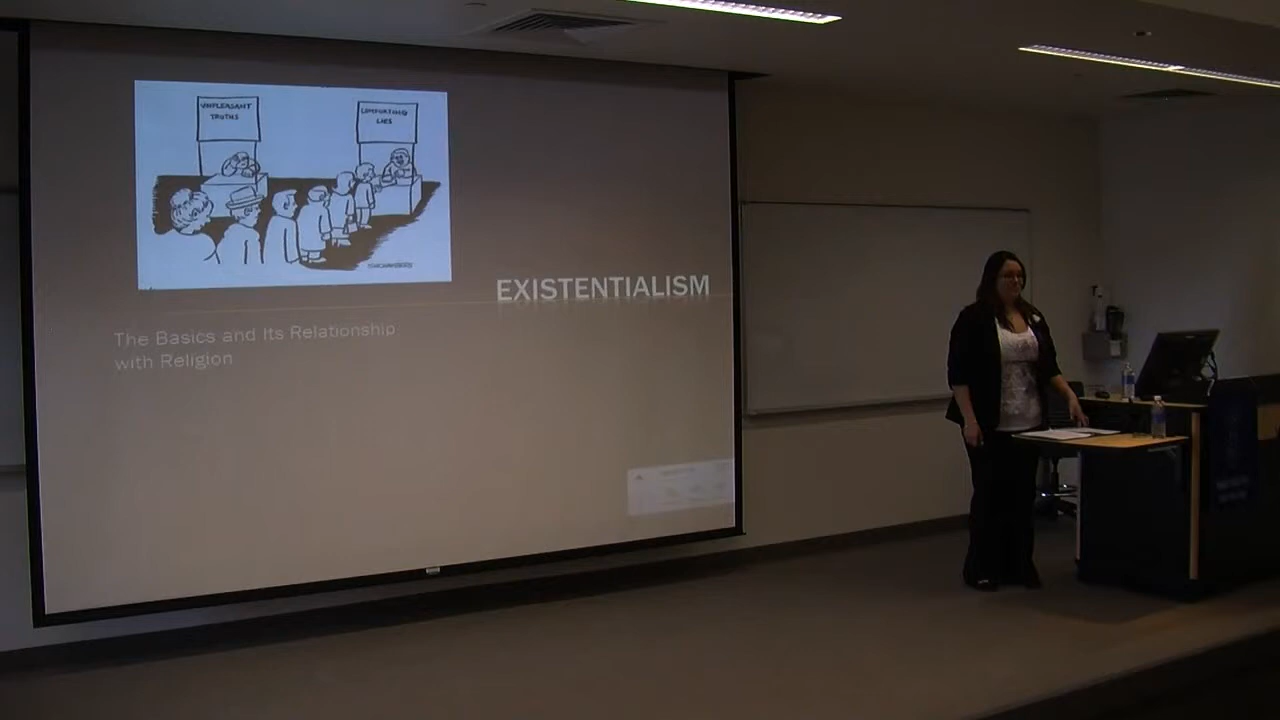 UNPLEASANT
TRUTHS
COMFORTING
LIES
EXISTENTIALISM
The Basics and Its Relationship
with Religion